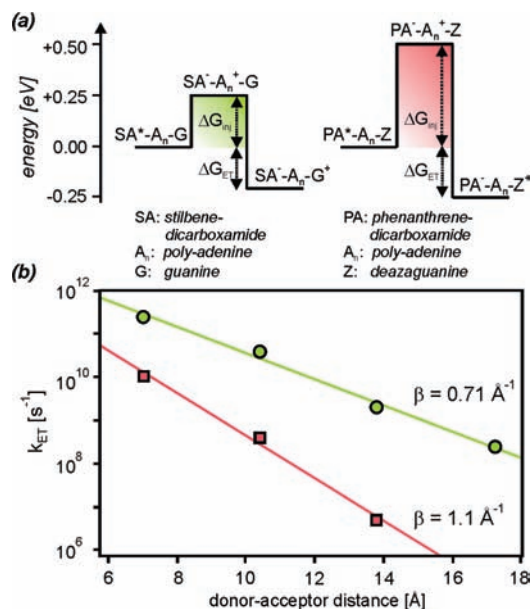 (a)
energy [eV]
+0.50
+0.25
0.00
-0.25
SA*-Aₙ-G
SA⁻-Aₙ⁺-G
ΔG_inj
ΔG_ET
SA⁻-Aₙ-G⁺
PA*-Aₙ-Z
PA⁻-Aₙ⁺-Z
ΔG_inj
ΔG_ET
PA⁻-Aₙ-Z⁺
SA: stilbene-
dicarboxamide
Aₙ: poly-adenine
G: guanine
PA: phenanthrene-
dicarboxamide
Aₙ: poly-adenine
Z: deazaguanine
(b)
k_ET [s⁻¹]
10¹²
10¹⁰
10⁸
10⁶
β = 0.71 Å⁻¹
β = 1.1 Å⁻¹
6 8 10 12 14 16 18
donor-acceptor distance [Å]